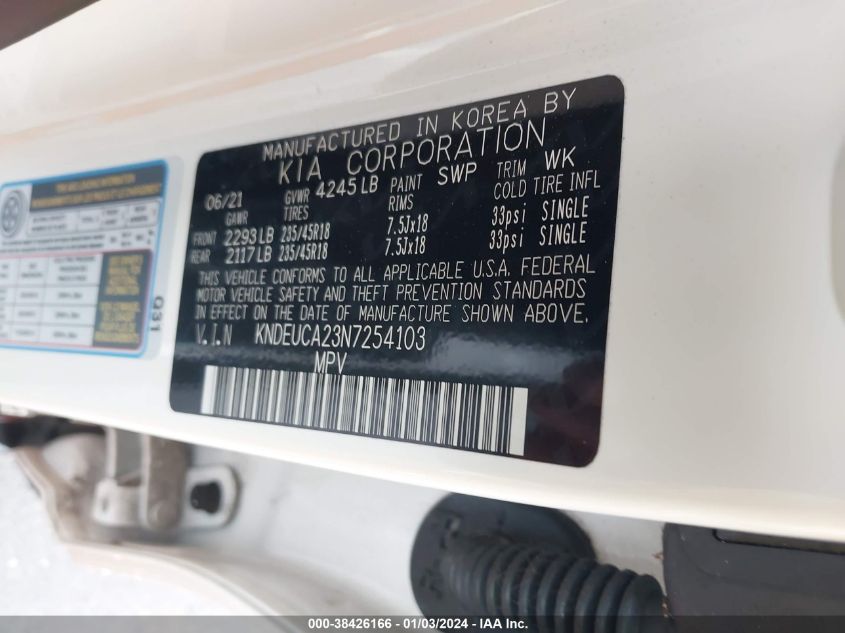 MANUFACTURED IN KOREA BY
KIA CORPORATION
06/21 GVWR 4245 LB PAINT SWP TRIM WK
GAWR TIRES RIMS COLD TIRE INFL
FRONT 2293 LB 235/45R18 7.5Jx18 33psi SINGLE
REAR 2117 LB 235/45R18 7.5Jx18 33psi SINGLE
THIS VEHICLE CONFORMS TO ALL APPLICABLE U.S.A. FEDERAL
MOTOR VEHICLE SAFETY AND THEFT PREVENTION STANDARDS
IN EFFECT ON THE DATE OF MANUFACTURE SHOWN ABOVE.
V.I.N KNDEUCA23N7254103
MPV
Q31
000-38426166 - 01/03/2024 - IAA Inc.